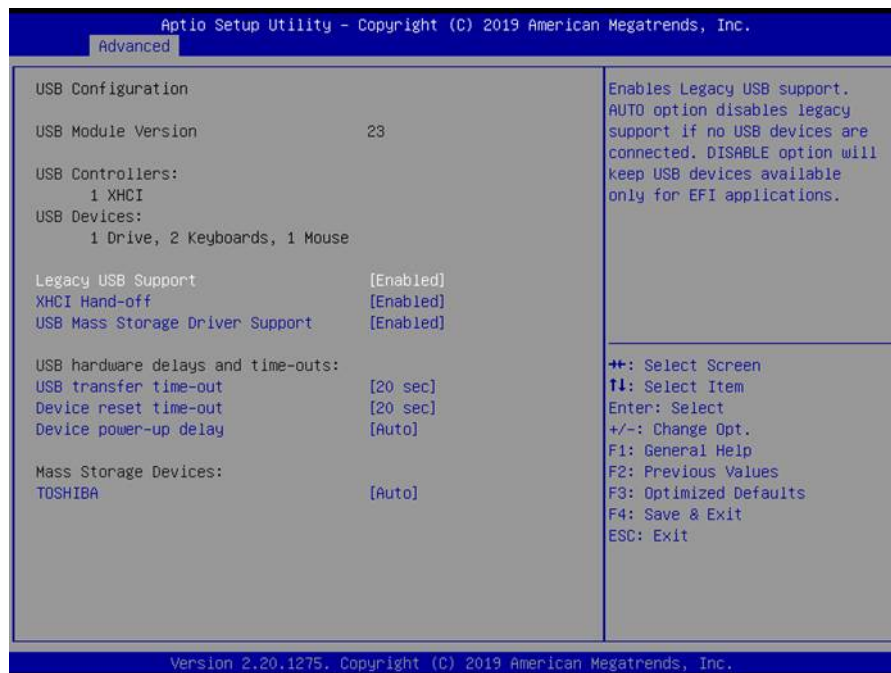 Aptio Setup Utility – Copyright (C) 2019 American Megatrends, Inc.
Advanced
USB Configuration
USB Module Version 23
USB Controllers:
1 XHCI
USB Devices:
1 Drive, 2 Keyboards, 1 Mouse
Legacy USB Support [Enabled]
XHCI Hand-off [Enabled]
USB Mass Storage Driver Support [Enabled]
USB hardware delays and time-outs:
USB transfer time-out [20 sec]
Device reset time-out [20 sec]
Device power-up delay [Auto]
Mass Storage Devices:
TOSHIBA [Auto]
Enables Legacy USB support.
AUTO option disables legacy
support if no USB devices are
connected. DISABLE option will
keep USB devices available
only for EFI applications.
→←: Select Screen
↑↓: Select Item
Enter: Select
+/-: Change Opt.
F1: General Help
F2: Previous Values
F3: Optimized Defaults
F4: Save & Exit
ESC: Exit
Version 2.20.1275. Copyright (C) 2019 American Megatrends, Inc.